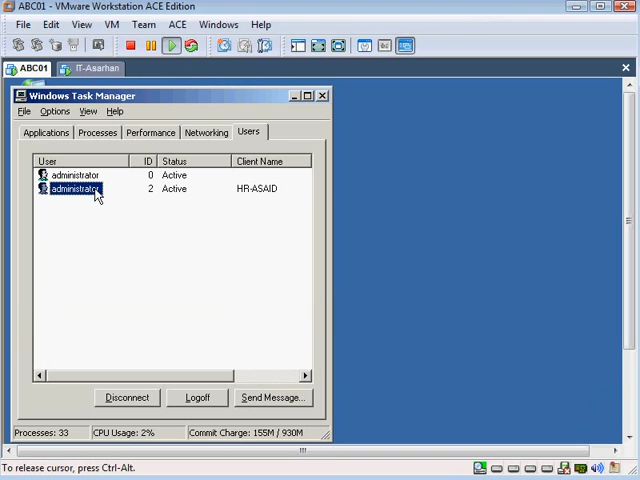 ABC01 - VMware Workstation ACE Edition
File Edit View VM Team ACE Windows Help
ABC01 IT-Asarhan
Windows Task Manager
File Options View Help
Applications Processes Performance Networking Users
User ID Status Client Name
administrator 0 Active
administrator 2 Active HR-ASAID
Disconnect Logoff Send Message...
Processes: 33 CPU Usage: 2% Commit Charge: 155M / 930M
To release cursor, press Ctrl-Alt.